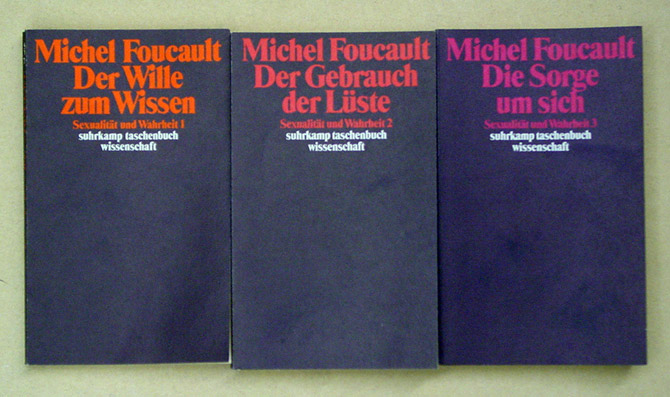 Michel Foucault
Der Wille
zum Wissen
Sexualität und Wahrheit 1
suhrkamp taschenbuch
wissenschaft
Michel Foucault
Der Gebrauch
der Lüste
Sexualität und Wahrheit 2
suhrkamp taschenbuch
wissenschaft
Michel Foucault
Die Sorge
um sich
Sexualität und Wahrheit 3
suhrkamp taschenbuch
wissenschaft